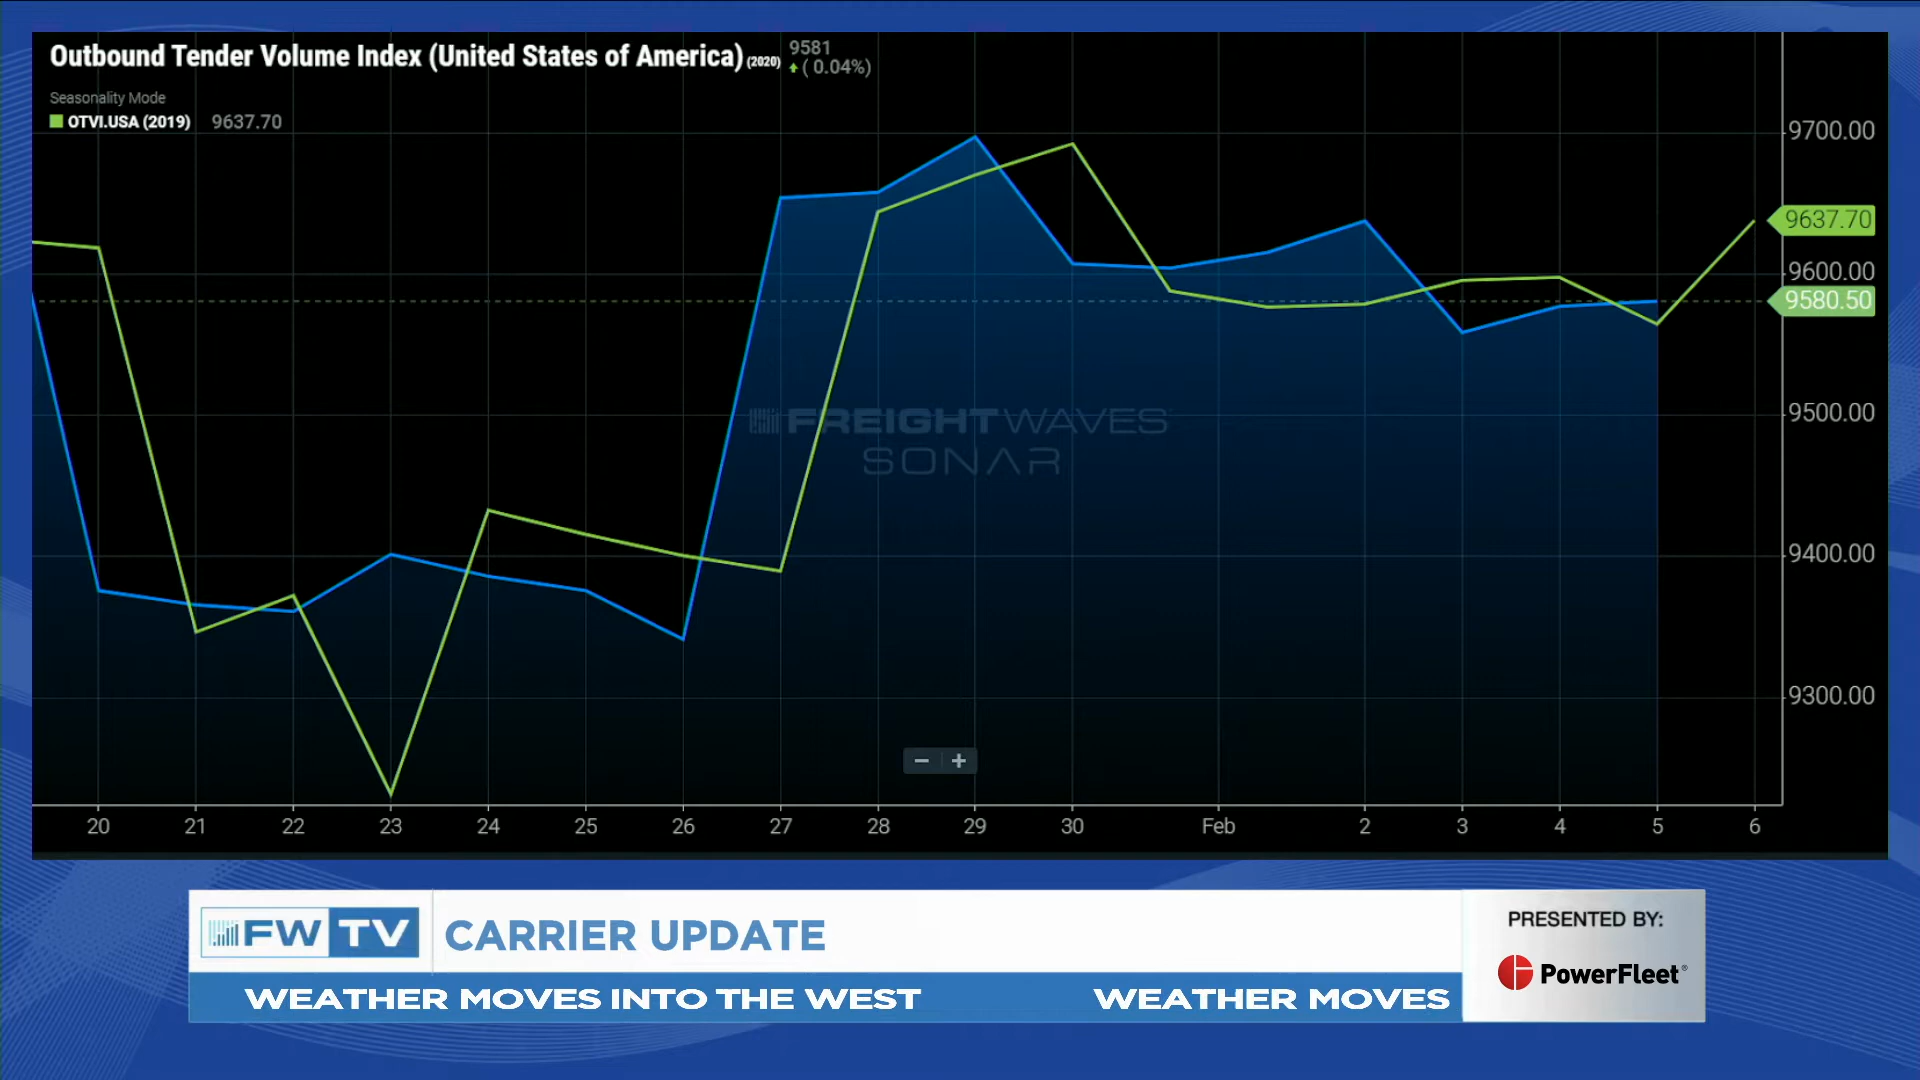 Outbound Tender Volume Index (United States of America) (2020) 9581
( 0.04%)
Seasonality Mode
OTVI.USA (2019) 9637.70
9700.00
9637.70
9600.00
9580.50
9500.00
9400.00
9300.00
FREIGHTWAVES
SONAR
− +
20 21 22 23 24 25 26 27 28 29 30 Feb 2 3 4 5 6
FWTV CARRIER UPDATE
PRESENTED BY:
PowerFleet®
WEATHER MOVES INTO THE WEST WEATHER MOVES